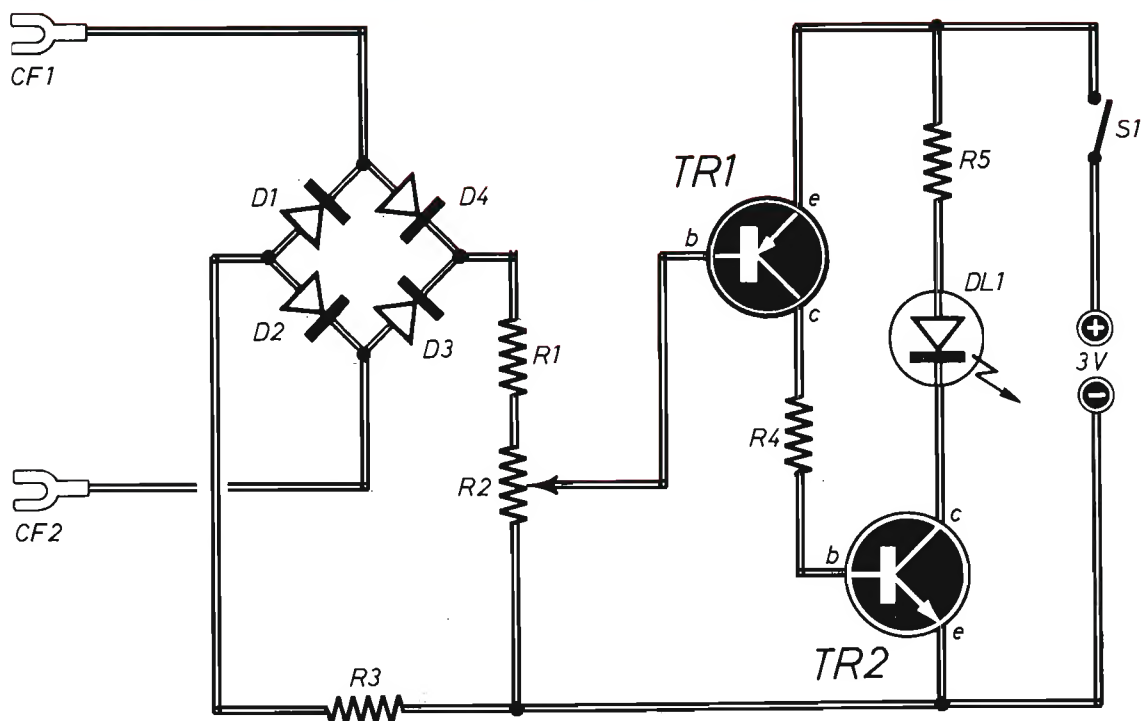 CF1
D1
D4
D2
D3
R1
R2
CF2
R3
TR1
b
e
c
R4
R5
DL1
S1
+
3V
-
b
c
e
TR2